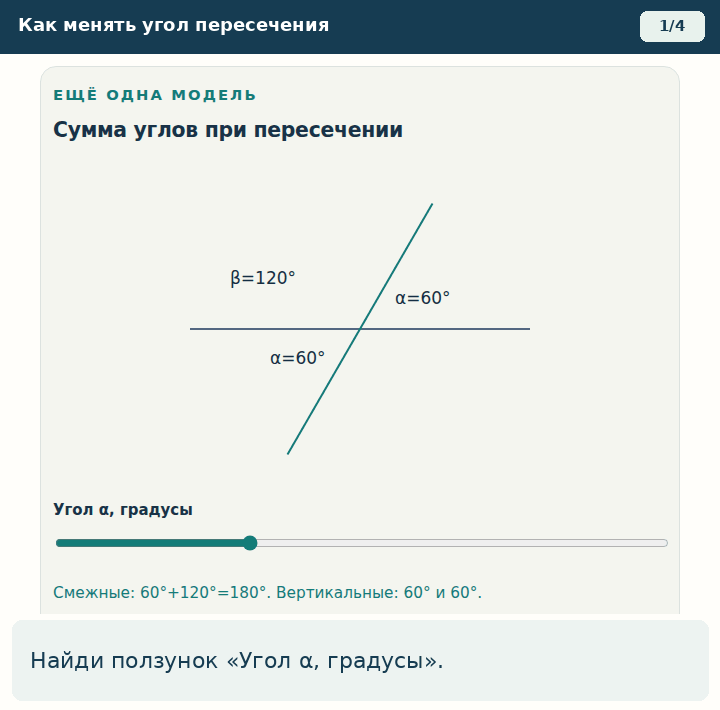 Как менять угол пересечения
1/4
ЕЩЁ ОДНА МОДЕЛЬ
Сумма углов при пересечении
β=120°
α=60°
α=60°
Угол α, градусы
Смежные: 60°+120°=180°. Вертикальные: 60° и 60°.
Найди ползунок «Угол α, градусы».